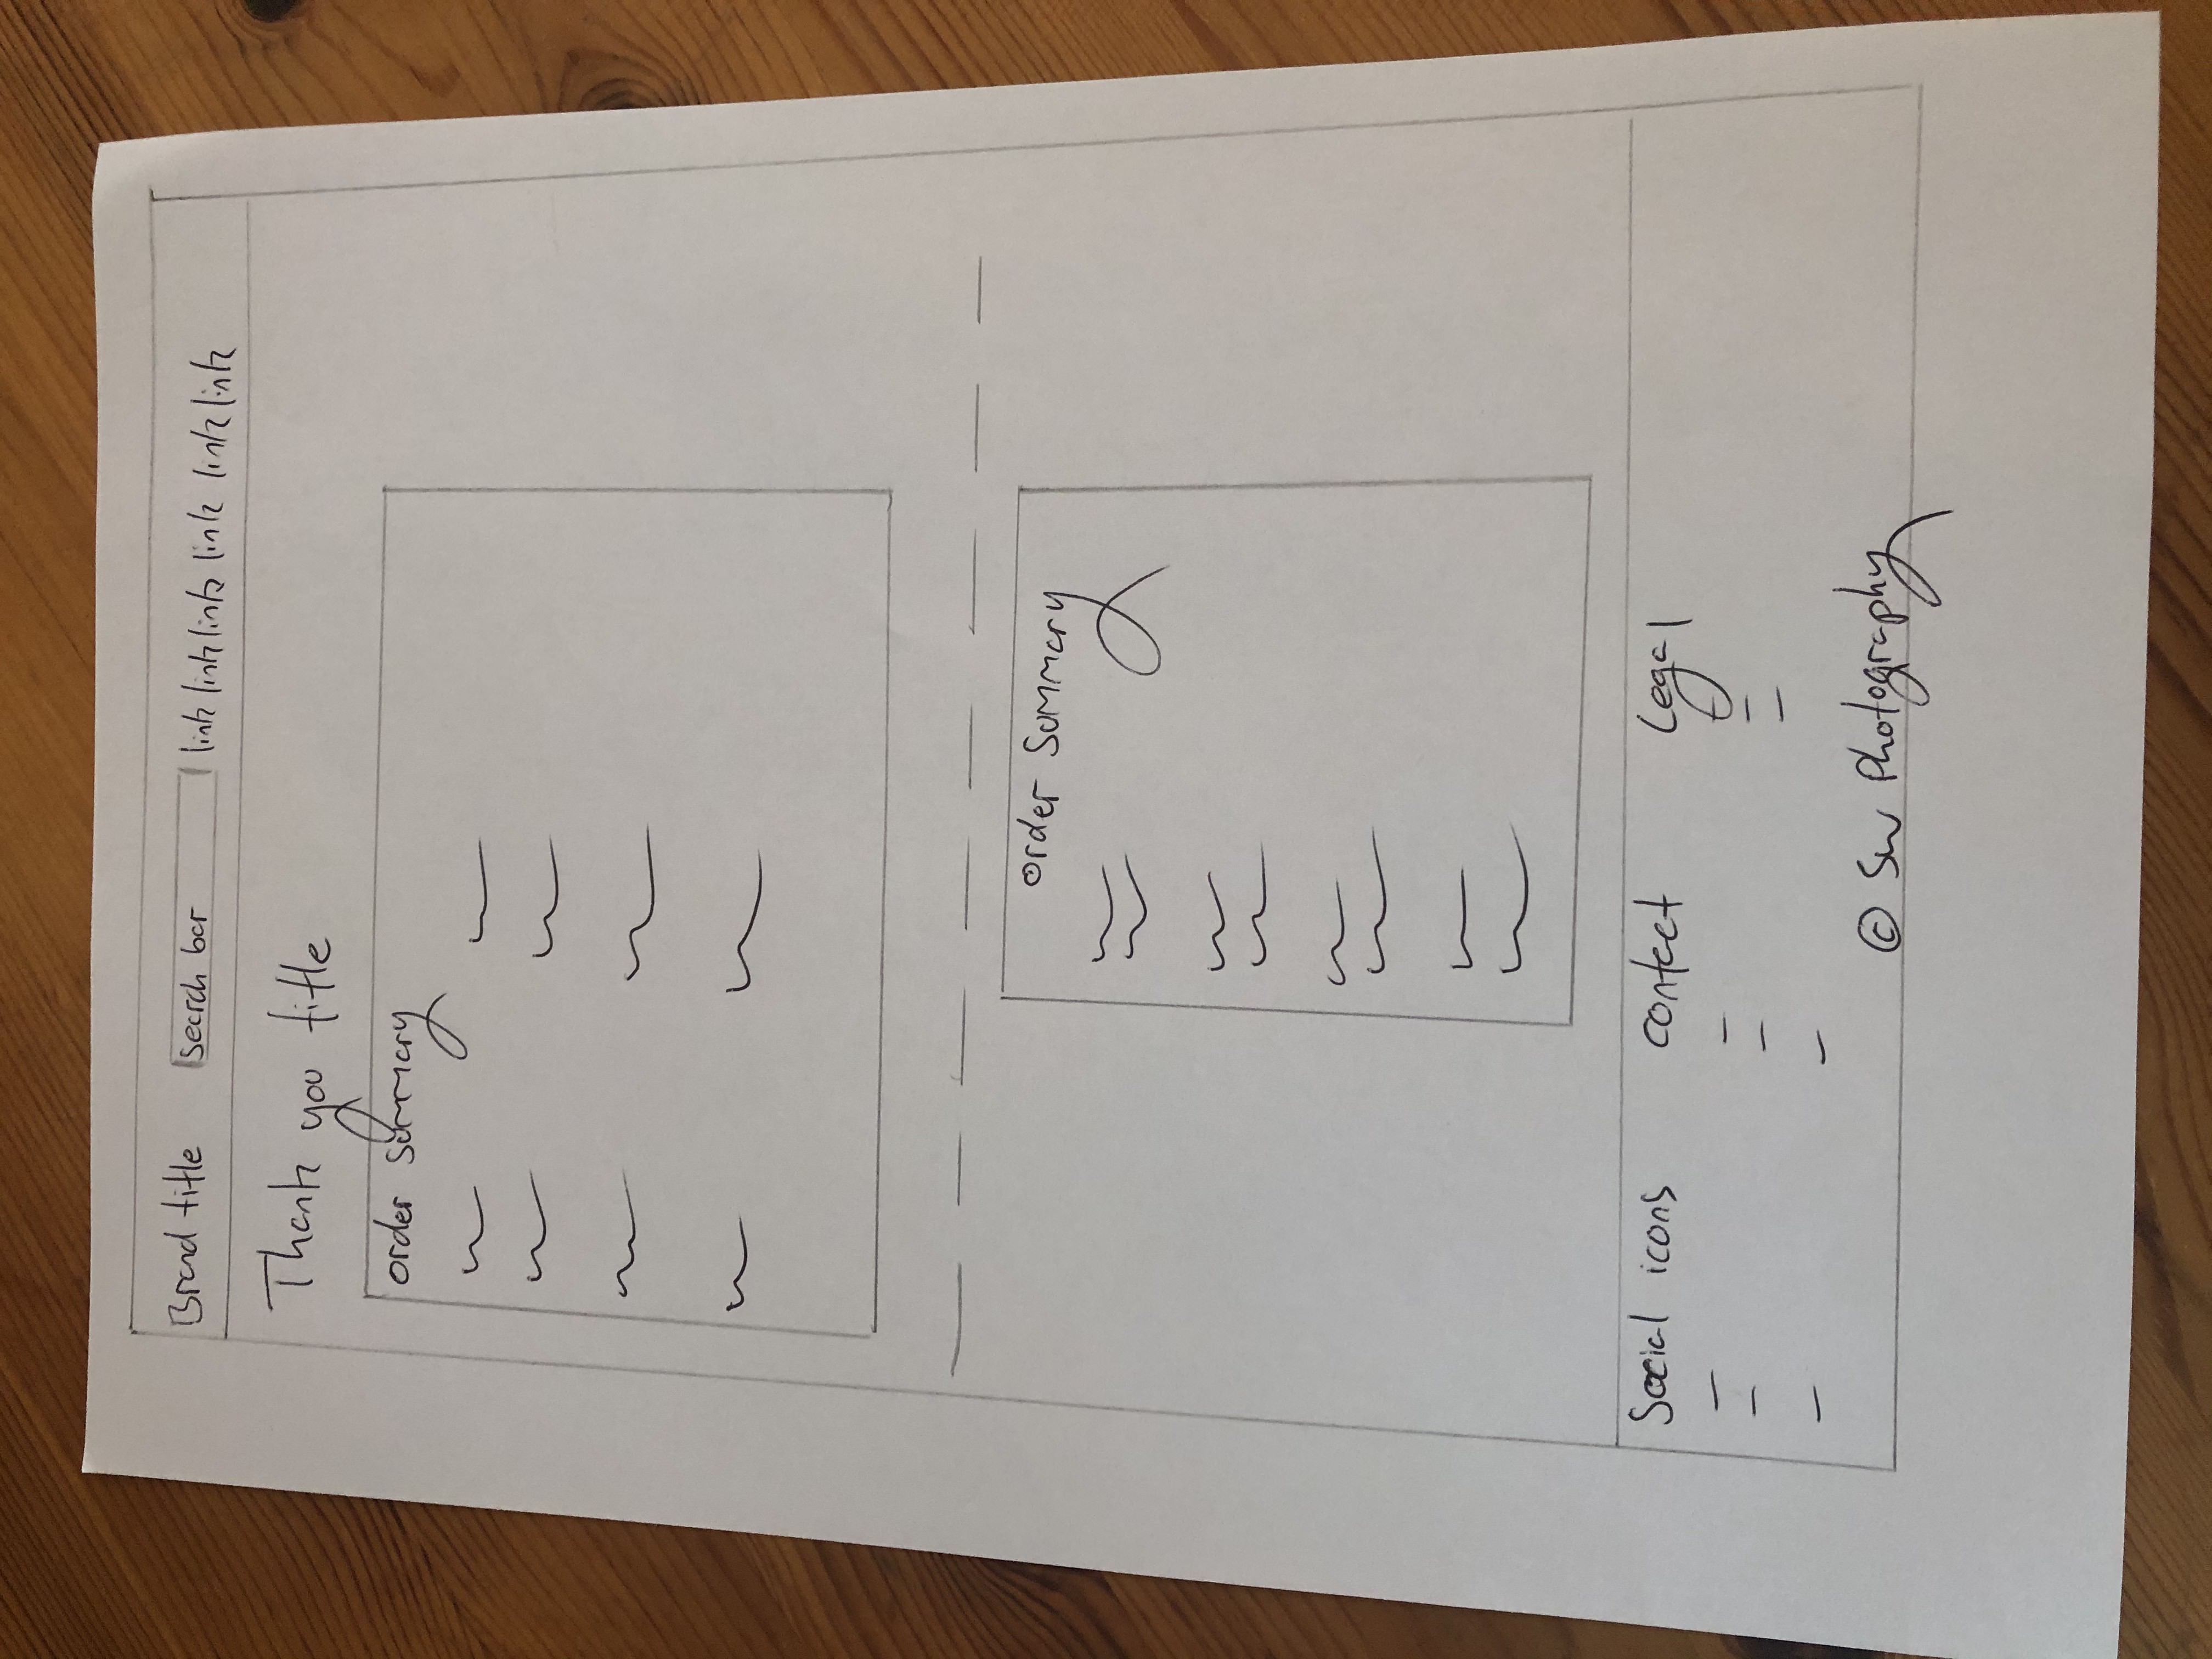 Brand title search bar link link link link link link
Thank you title
order summary
order summary
Social icons contact Legal
© SW Photography